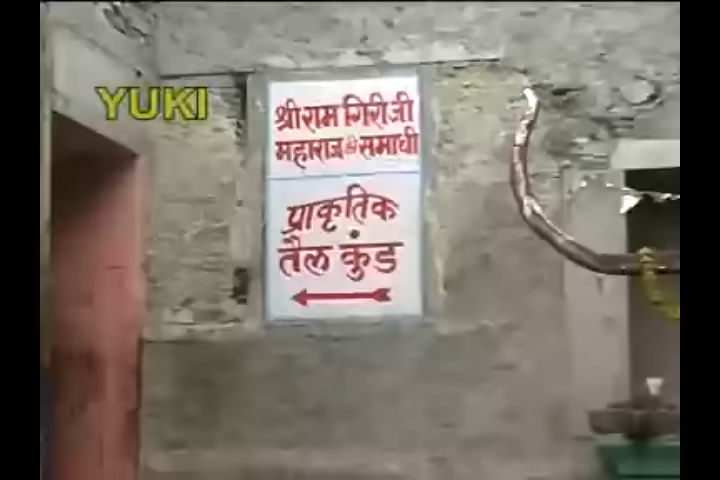 YUKI
श्री राम गिरी जी
महाराज की समाधी
प्राकृतिक
तैल कुंड